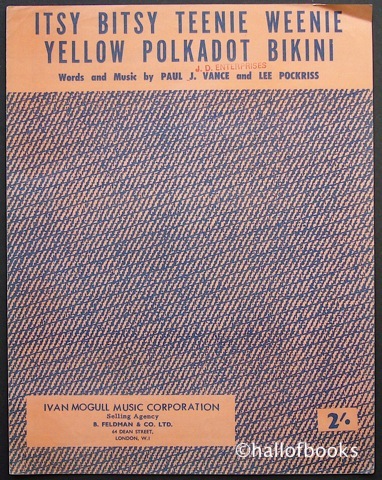 ITSY BITSY TEENIE WEENIE
YELLOW POLKADOT BIKINI
J. D. ENTERPRISES
Words and Music by PAUL J. VANCE and LEE POCKRISS
IVAN MOGULL MUSIC CORPORATION
Selling Agency
B. FELDMAN & CO. LTD.
64 DEAN STREET,
LONDON, W.I
2/-
©hallofbooks